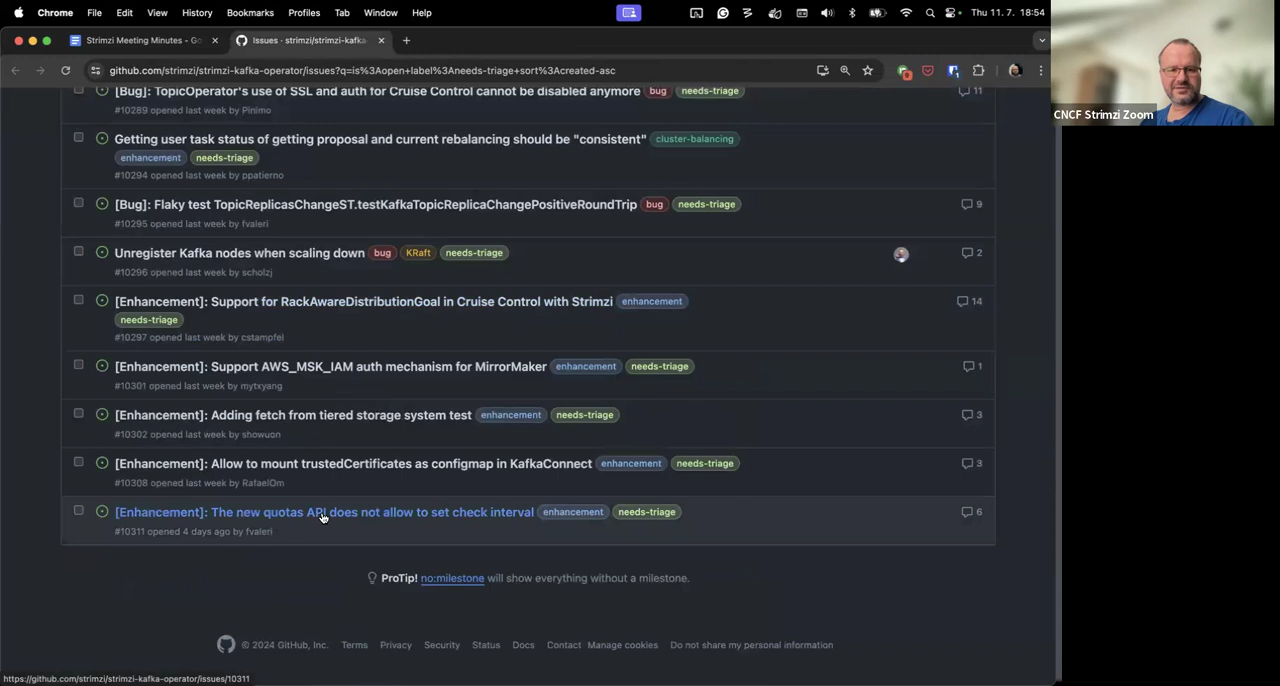 Chrome File Edit View History Bookmarks Profiles Tab Window Help Thu 11. 7. 18:54
Strimzi Meeting Minutes - Go Issues · strimzi/strimzi-kafka
github.com/strimzi/strimzi-kafka-operator/issues?q=is%3Aopen+label%3Aneeds-triage+sort%3Acreated-asc
CNCF Strimzi Zoom
[Bug]: TopicOperator's use of SSL and auth for Cruise Control cannot be disabled anymore bug needs-triage 11
#10289 opened last week by Pinimo
Getting user task status of getting proposal and current rebalancing should be "consistent" cluster-balancing
enhancement needs-triage
#10294 opened last week by ppatierno
[Bug]: Flaky test TopicReplicasChangeST.testKafkaTopicReplicaChangePositiveRoundTrip bug needs-triage 9
#10295 opened last week by fvaleri
Unregister Kafka nodes when scaling down bug KRaft needs-triage 2
#10296 opened last week by scholzj
[Enhancement]: Support for RackAwareDistributionGoal in Cruise Control with Strimzi enhancement 14
needs-triage
#10297 opened last week by cstampfel
[Enhancement]: Support AWS_MSK_IAM auth mechanism for MirrorMaker enhancement needs-triage 1
#10301 opened last week by mytxyang
[Enhancement]: Adding fetch from tiered storage system test enhancement needs-triage 3
#10302 opened last week by showuon
[Enhancement]: Allow to mount trustedCertificates as configmap in KafkaConnect enhancement needs-triage 3
#10308 opened last week by RafaelOm
[Enhancement]: The new quotas API does not allow to set check interval enhancement needs-triage 6
#10311 opened 4 days ago by fvaleri
ProTip! no:milestone will show everything without a milestone.
© 2024 GitHub, Inc. Terms Privacy Security Status Docs Contact Manage cookies Do not share my personal information
https://github.com/strimzi/strimzi-kafka-operator/issues/10311